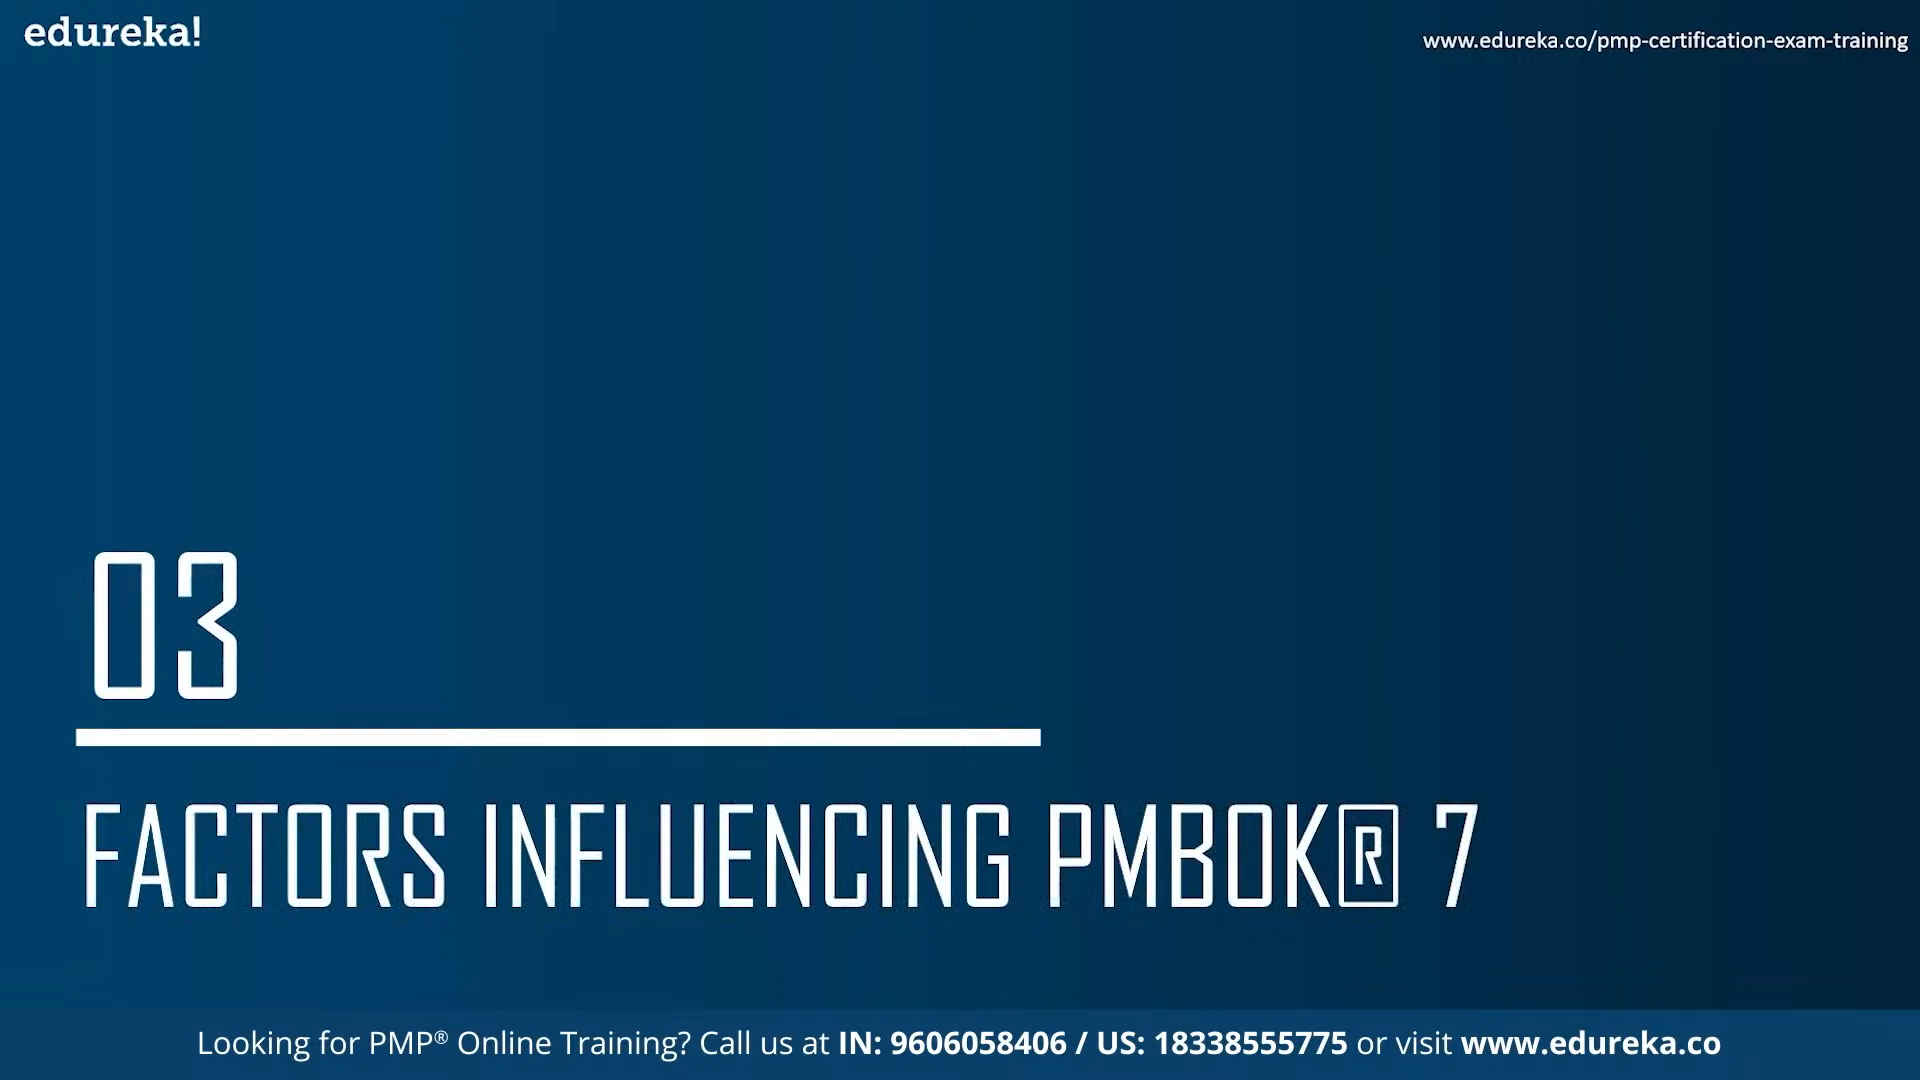 edureka!
www.edureka.co/pmp-certification-exam-training
03
FACTORS INFLUENCING PMBOK® 7
Looking for PMP® Online Training? Call us at IN: 9606058406 / US: 18338555775 or visit www.edureka.co